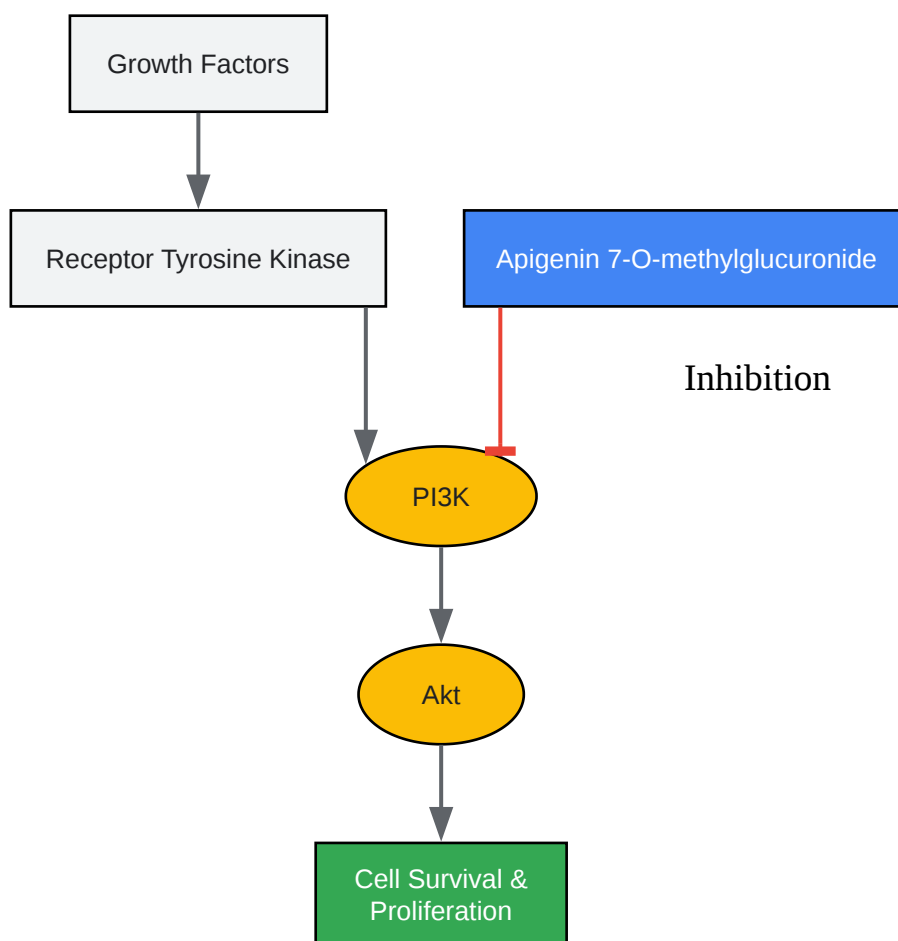 Growth Factors
Receptor Tyrosine Kinase
Apigenin 7-O-methylglucuronide
Inhibition
PI3K
Akt
Cell Survival &
Proliferation